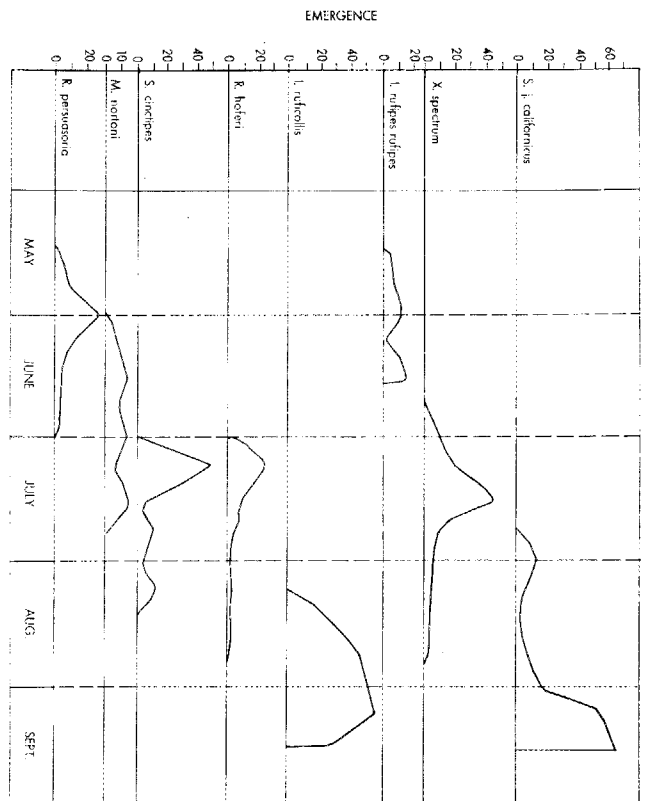 EMERGENCE
60
40
20
0
S. j. californicus
40
20
0
X. spectrum
20
0
I. rufipes rufipes
40
20
0
I. ruficollis
20
0
R. hoferi
40
20
0
S. cinctipes
10
0
M. nortoni
20
0
R. persuasoria
MAY JUNE JULY AUG SEPT